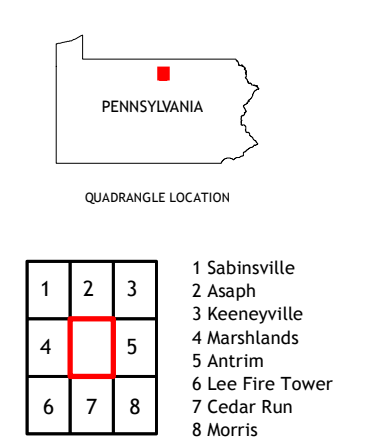 PENNSYLVANIA
QUADRANGLE LOCATION
1 2 3
4 5
6 7 8
1 Sabinsville
2 Asaph
3 Keeneyville
4 Marshlands
5 Antrim
6 Lee Fire Tower
7 Cedar Run
8 Morris